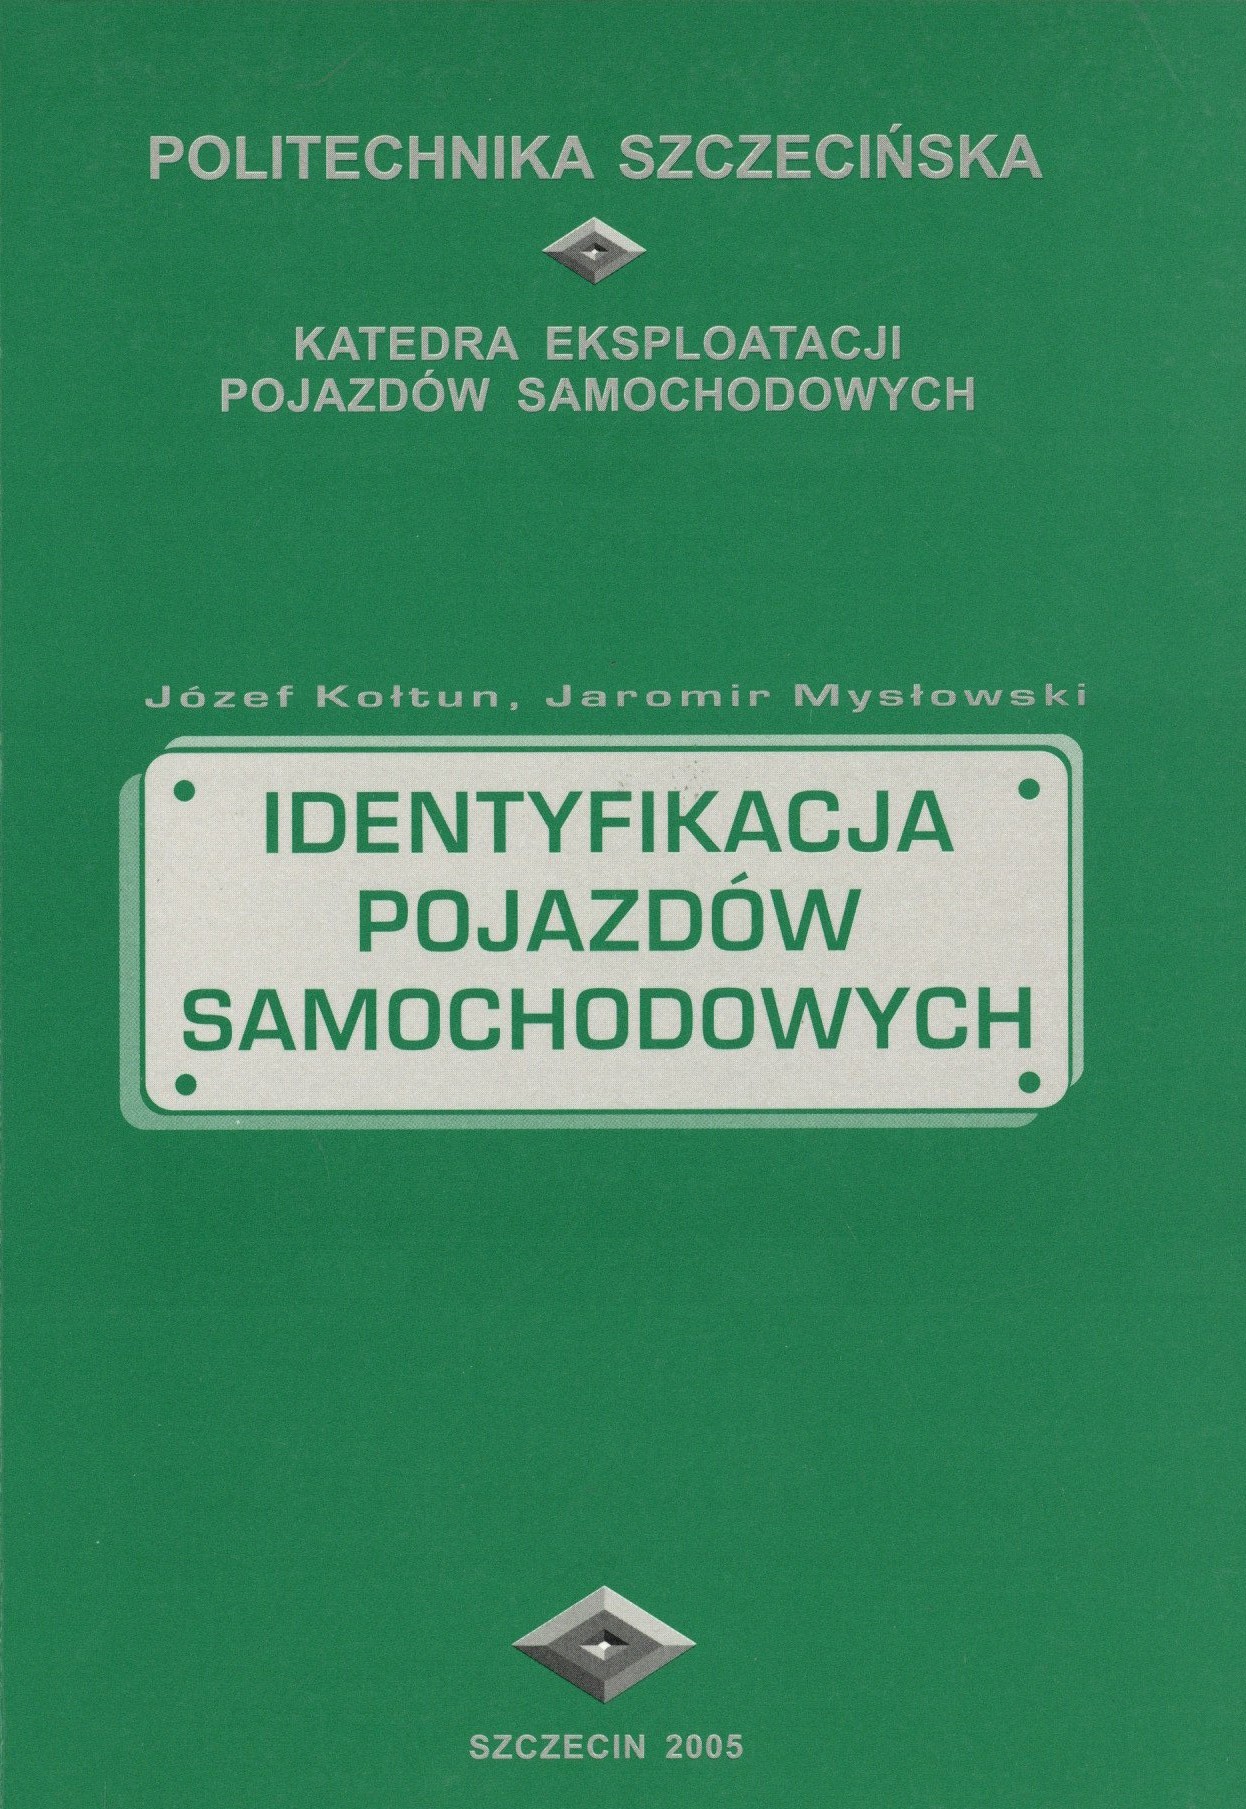 POLITECHNIKA SZCZECIŃSKA
KATEDRA EKSPLOATACJI
POJAZDÓW SAMOCHODOWYCH
Józef Kołtun, Jaromir Mysłowski
IDENTYFIKACJA
POJAZDÓW
SAMOCHODOWYCH
SZCZECIN 2005